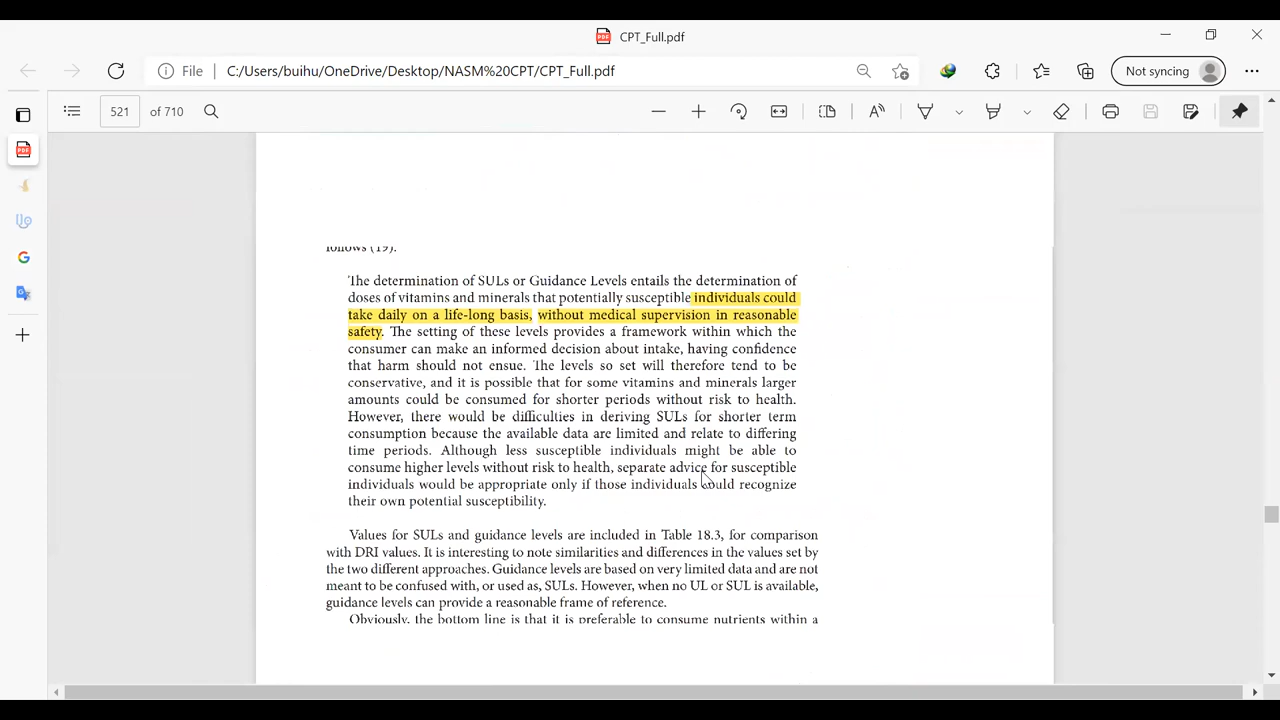 CPT_Full.pdf
File
C:/Users/buihu/OneDrive/Desktop/NASM%20CPT/CPT_Full.pdf
Not syncing
521 of 710
follows (19).
The determination of SULs or Guidance Levels entails the determination of
doses of vitamins and minerals that potentially susceptible individuals could
take daily on a life-long basis, without medical supervision in reasonable
safety. The setting of these levels provides a framework within which the
consumer can make an informed decision about intake, having confidence
that harm should not ensue. The levels so set will therefore tend to be
conservative, and it is possible that for some vitamins and minerals larger
amounts could be consumed for shorter periods without risk to health.
However, there would be difficulties in deriving SULs for shorter term
consumption because the available data are limited and relate to differing
time periods. Although less susceptible individuals might be able to
consume higher levels without risk to health, separate advice for susceptible
individuals would be appropriate only if those individuals could recognize
their own potential susceptibility.
Values for SULs and guidance levels are included in Table 18.3, for comparison
with DRI values. It is interesting to note similarities and differences in the values set by
the two different approaches. Guidance levels are based on very limited data and are not
meant to be confused with, or used as, SULs. However, when no UL or SUL is available,
guidance levels can provide a reasonable frame of reference.
Obviously, the bottom line is that it is preferable to consume nutrients within a